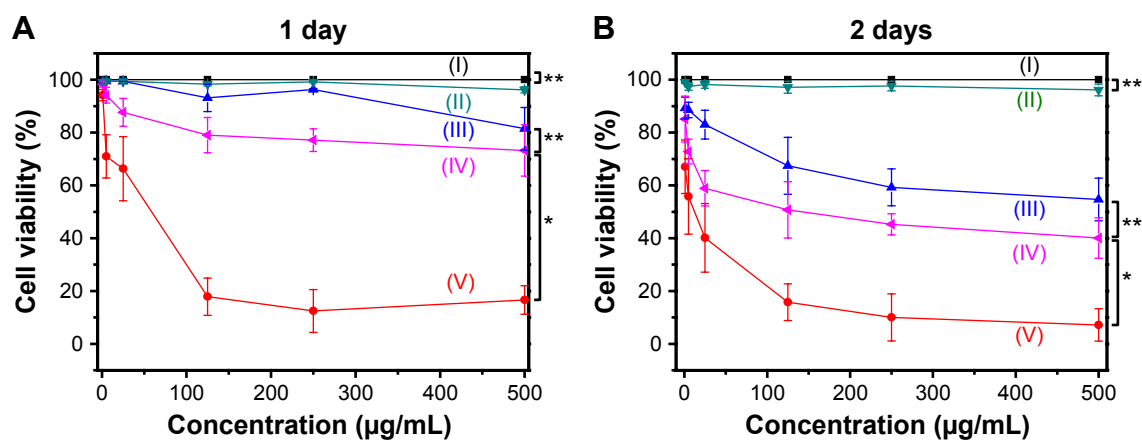 A
1 day
Cell viability (%)
100
80
60
40
20
0
(I)
(II)
(III)
(IV)
(V)
**
**
*
0
100
200
300
400
500
Concentration (µg/mL)
B
2 days
Cell viability (%)
100
80
60
40
20
0
(I)
(II)
(III)
(IV)
(V)
**
**
*
0
100
200
300
400
500
Concentration (µg/mL)